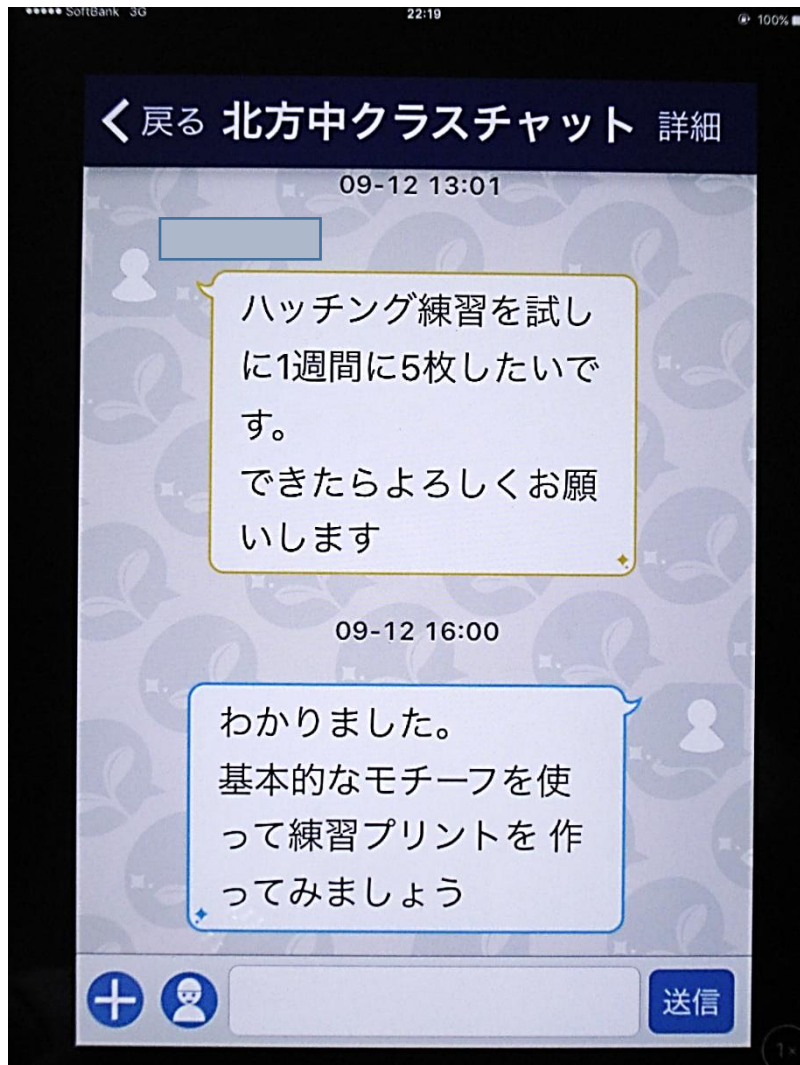 ●●●●● SoftBank 3G 22:19 100%
戻る 北方中クラスチャット 詳細
09-12 13:01
ハッチング練習を試し
に1週間に5枚したいで
す。
できたらよろしくお願
いします
09-12 16:00
わかりました。
基本的なモチーフを使
って練習プリントを 作
ってみましょう
送信
1×